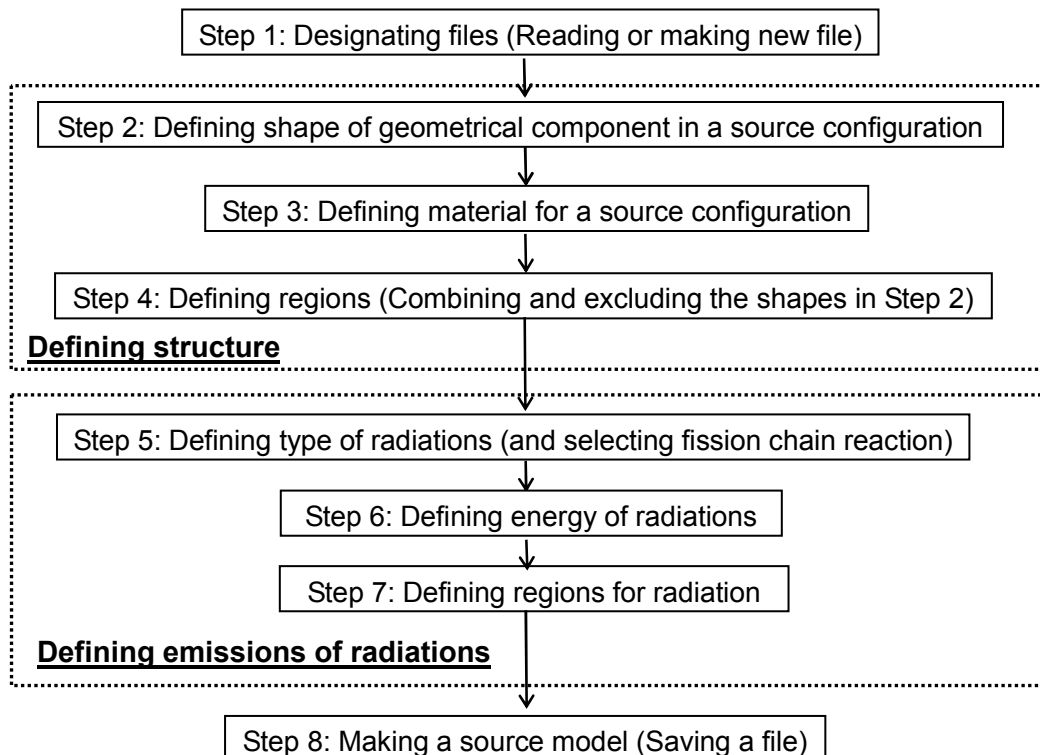 Step 1: Designating files (Reading or making new file)
Step 2: Defining shape of geometrical component in a source configuration
Step 3: Defining material for a source configuration
Step 4: Defining regions (Combining and excluding the shapes in Step 2)
Defining structure
Step 5: Defining type of radiations (and selecting fission chain reaction)
Step 6: Defining energy of radiations
Step 7: Defining regions for radiation
Defining emissions of radiations
Step 8: Making a source model (Saving a file)